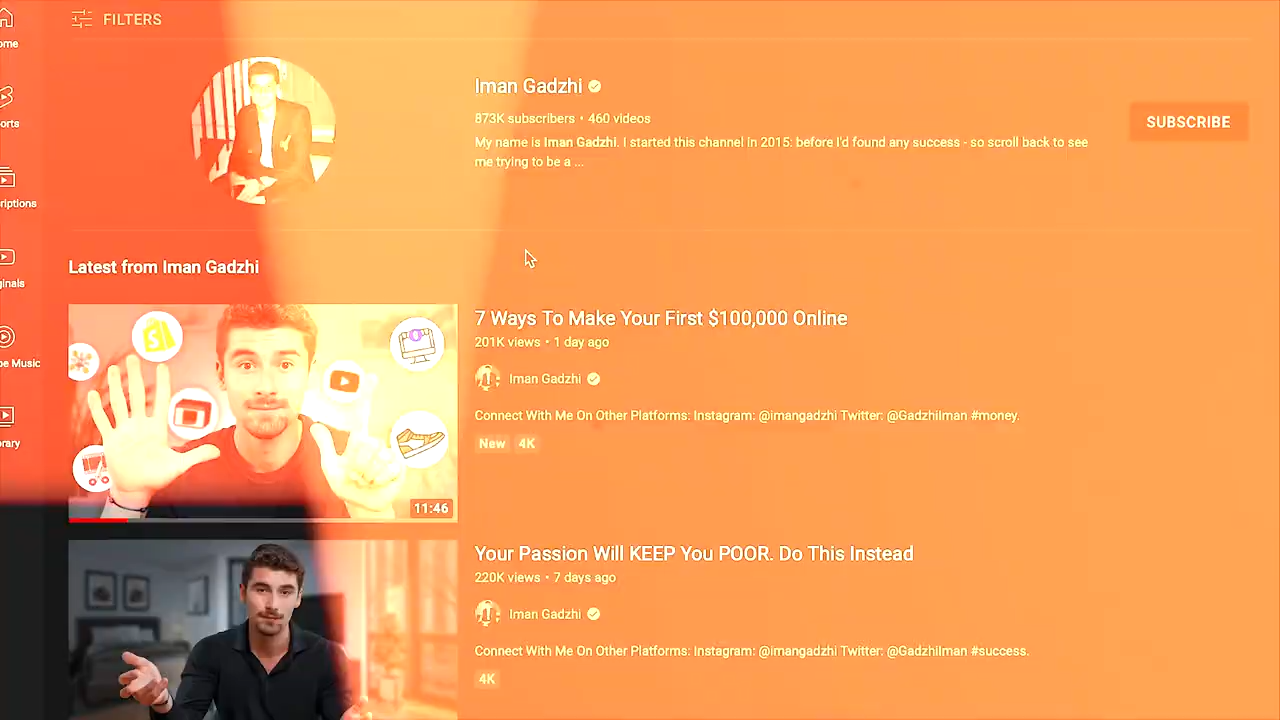 FILTERS
ome
Iman Gadzhi
873K subscribers • 460 videos
SUBSCRIBE
orts
My name is Iman Gadzhi. I started this channel in 2015: before I'd found any success - so scroll back to see
me trying to be a ...
riptions
Latest from Iman Gadzhi
ginals
7 Ways To Make Your First $100,000 Online
201K views • 1 day ago
be Music
Iman Gadzhi
Connect With Me On Other Platforms: Instagram: @imangadzhi Twitter: @GadzhiIman #money.
rary
New 4K
11:46
Your Passion Will KEEP You POOR. Do This Instead
220K views • 7 days ago
Iman Gadzhi
Connect With Me On Other Platforms: Instagram: @imangadzhi Twitter: @GadzhiIman #success.
4K